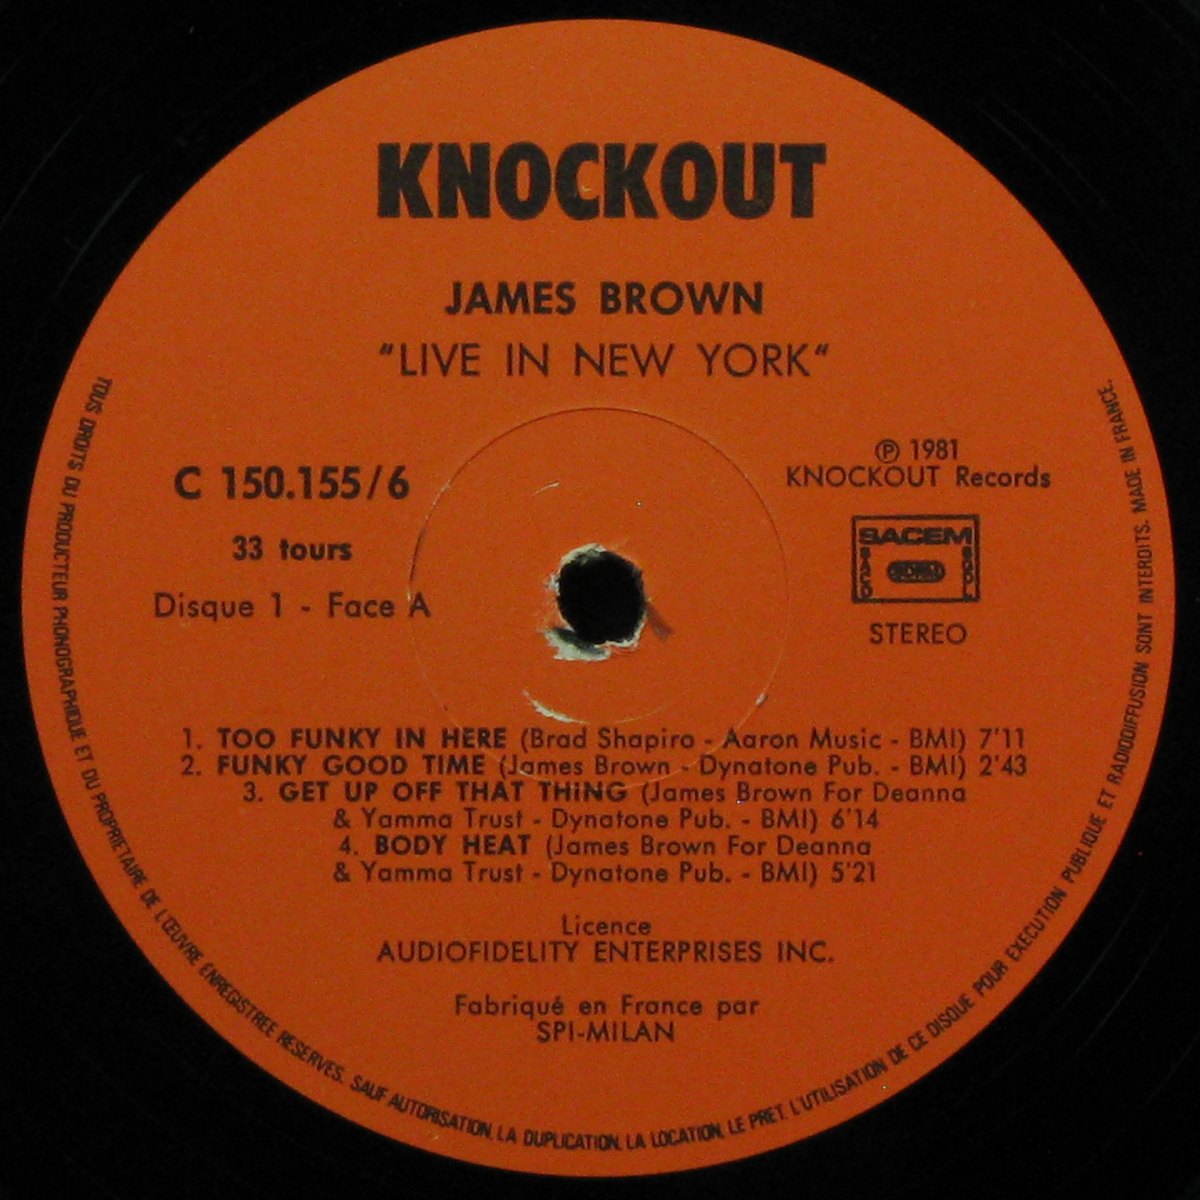 KNOCKOUT
JAMES BROWN
"LIVE IN NEW YORK"
C 150.155/6
33 tours
Disque 1 - Face A
℗ 1981
KNOCKOUT Records
SACEM
SACD
SDRM
SGDL
STEREO
1. TOO FUNKY IN HERE (Brad Shapiro - Aaron Music - BMI) 7'11
2. FUNKY GOOD TIME (James Brown - Dynatone Pub. - BMI) 2'43
3. GET UP OFF THAT THING (James Brown For Deanna
& Yamma Trust - Dynatone Pub. - BMI) 6'14
4. BODY HEAT (James Brown For Deanna
& Yamma Trust - Dynatone Pub. - BMI) 5'21
Licence
AUDIOFIDELITY ENTERPRISES INC.
Fabriqué en France par
SPI-MILAN
TOUS DROITS DU PRODUCTEUR PHONOGRAPHIQUE ET DU PROPRIETAIRE DE L'ŒUVRE ENREGISTREE RESERVES. SAUF AUTORISATION, LA DUPLICATION, LA LOCATION, LE PRET, L'UTILISATION DE CE DISQUE POUR EXECUTION PUBLIQUE ET RADIODIFFUSION SONT INTERDITS. MADE IN FRANCE.